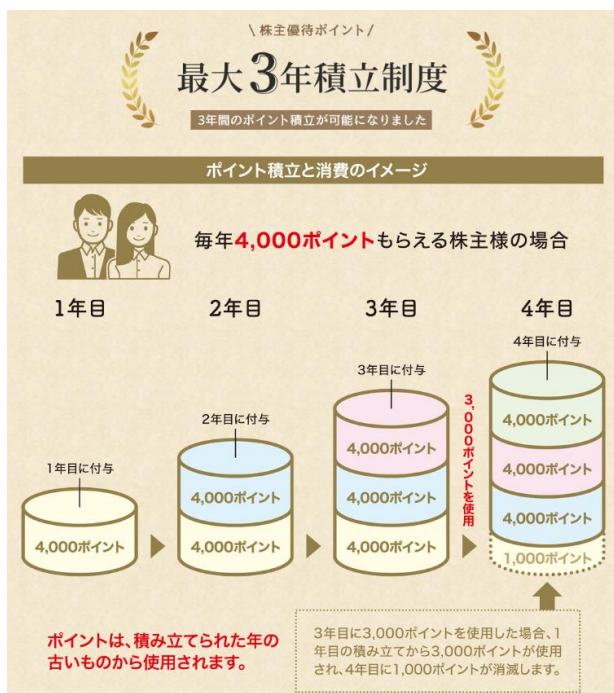 \ 株主優待ポイント /
最大3年積立制度
3年間のポイント積立が可能になりました
ポイント積立と消費のイメージ
毎年4,000ポイントもらえる株主様の場合
1年目
2年目
3年目
4年目
1年目に付与
4,000ポイント
2年目に付与
4,000ポイント
4,000ポイント
3年目に付与
4,000ポイント
4,000ポイント
4,000ポイント
3,000ポイントを使用
4年目に付与
4,000ポイント
4,000ポイント
4,000ポイント
1,000ポイント
ポイントは、積み立てられた年の
古いものから使用されます。
3年目に3,000ポイントを使用した場合、1
年目の積み立てから3,000ポイントが使用
され、4年目に1,000ポイントが消滅します。